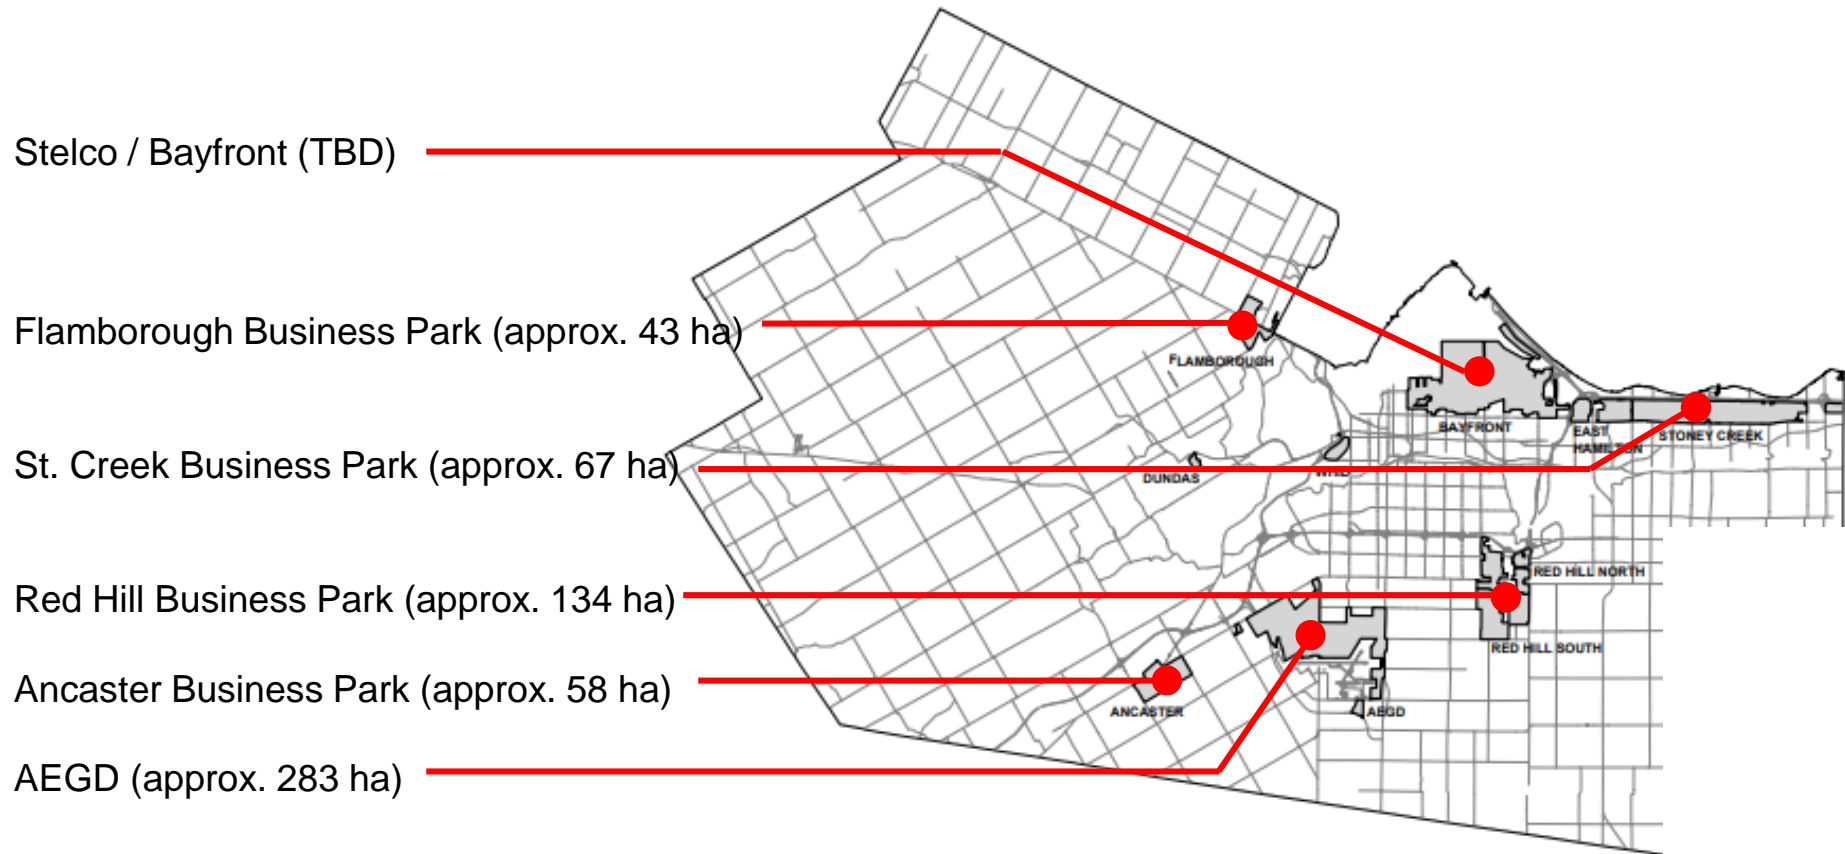 Stelco / Bayfront (TBD)
Flamborough Business Park (approx. 43 ha)
FLAMBOROUGH
BAYFRONT
EAST
HAMILTON
STONEY CREEK
St. Creek Business Park (approx. 67 ha)
DUNDAS
RED HILL NORTH
Red Hill Business Park (approx. 134 ha)
RED HILL SOUTH
Ancaster Business Park (approx. 58 ha)
ANCASTER
AEGD
AEGD (approx. 283 ha)